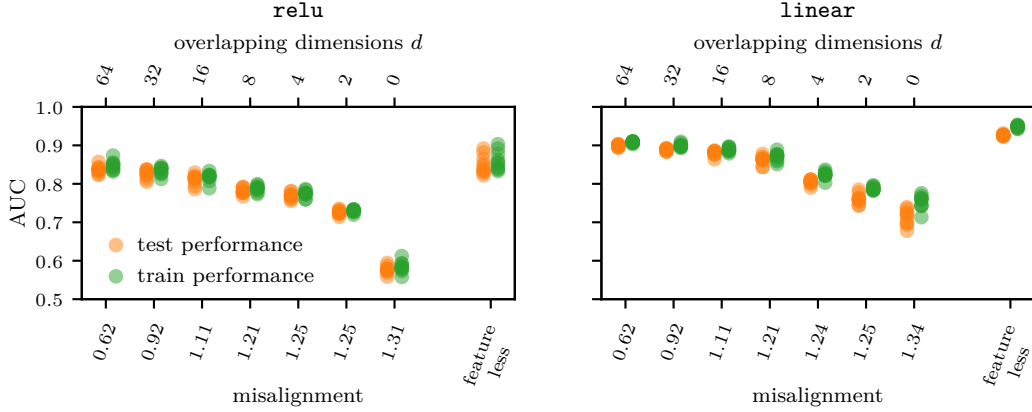 relu
overlapping dimensions d
64 32 16 8 4 2 0
1.0
0.9
0.8
0.7
0.6
0.5
AUC
test performance
train performance
0.62 0.92 1.11 1.21 1.25 1.25 1.31 feature
less
misalignment
linear
overlapping dimensions d
64 32 16 8 4 2 0
0.62 0.92 1.11 1.21 1.24 1.25 1.34 feature
less
misalignment